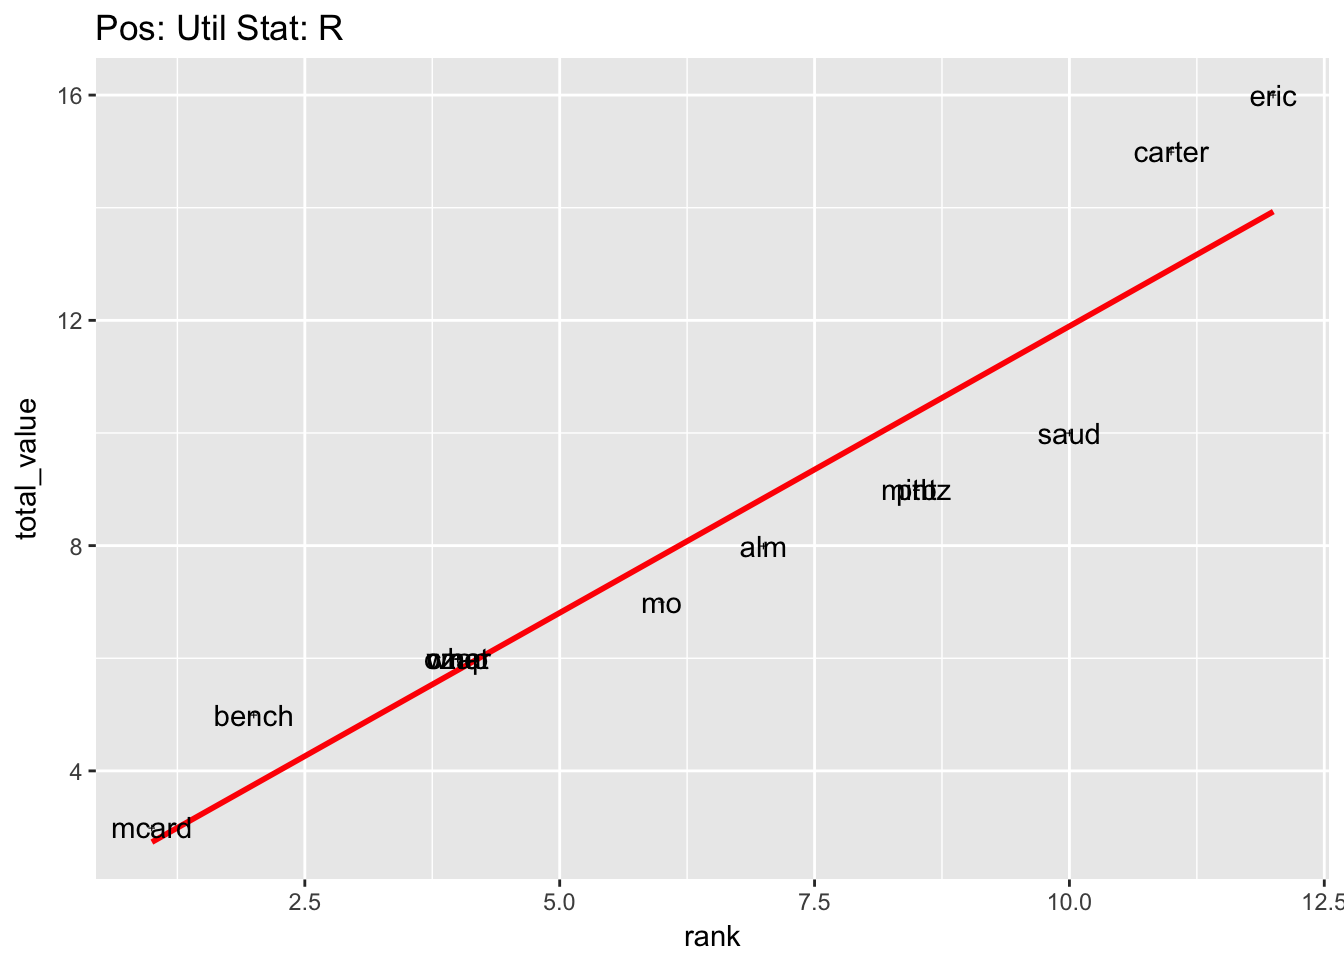 Pos: Util Stat: R
16
12
8
4
total_value
eric
carter
saud
alm
mo
bench
mcard
2.5
5.0
7.5
10.0
12.5
rank